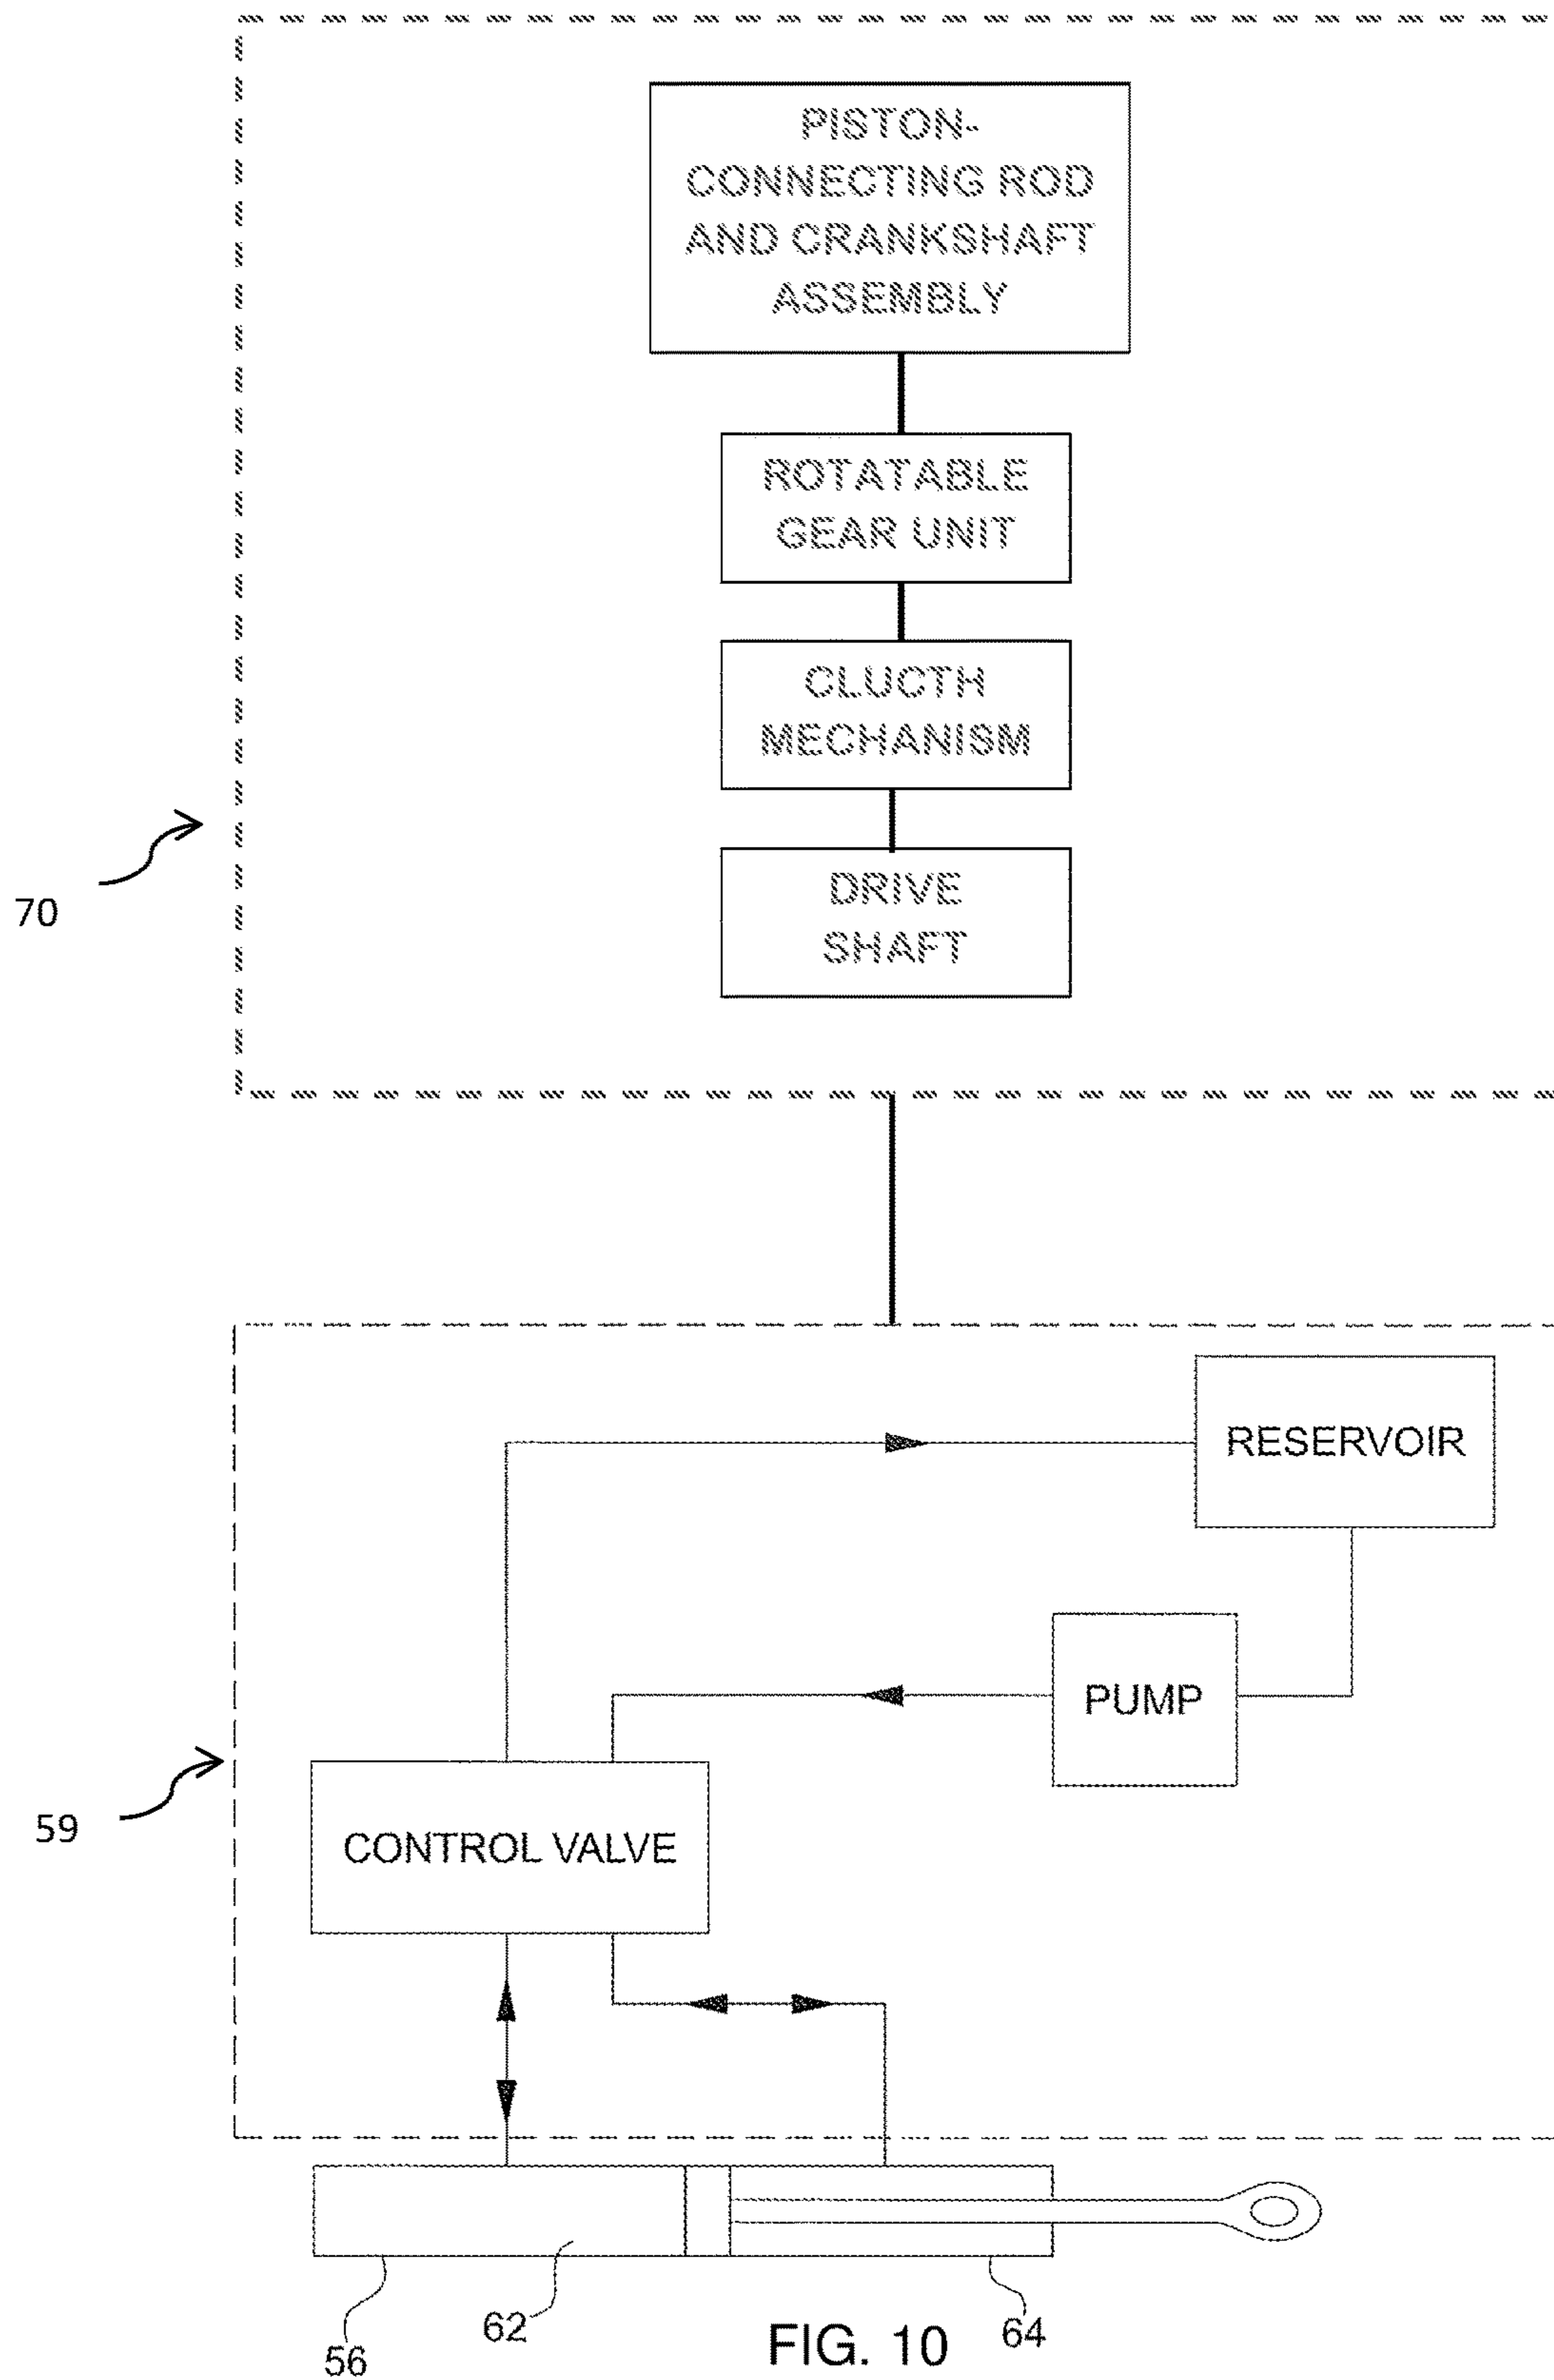 PISTON-
CONNECTING ROD
AND CRANKSHAFT
ASSEMBLY
ROTATABLE
GEAR UNIT
CLUCTH
MECHANISM
DRIVE
SHAFT
70
RESERVOIR
PUMP
CONTROL VALVE
59
56
62
64
FIG. 10